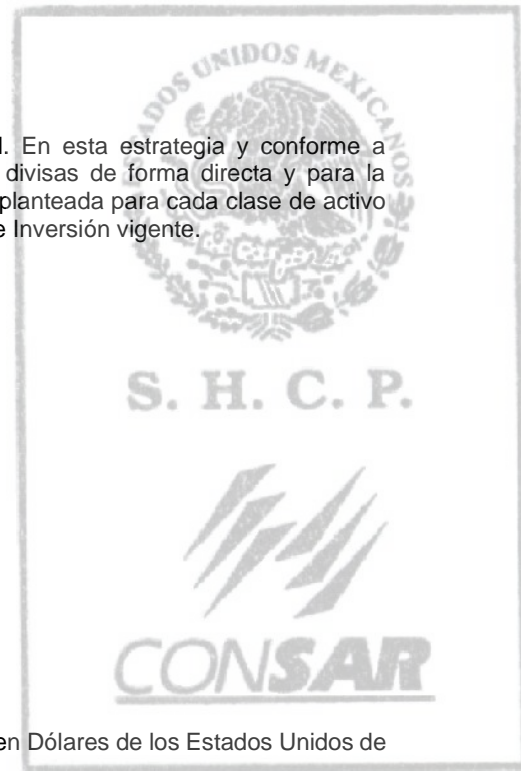 ESTADOS UNIDOS MEXICANOS
l. En esta estrategia y conforme a
divisas de forma directa y para la
planteada para cada clase de activo
e Inversión vigente.
S. H. C. P.
CONSAR
en Dólares de los Estados Unidos de